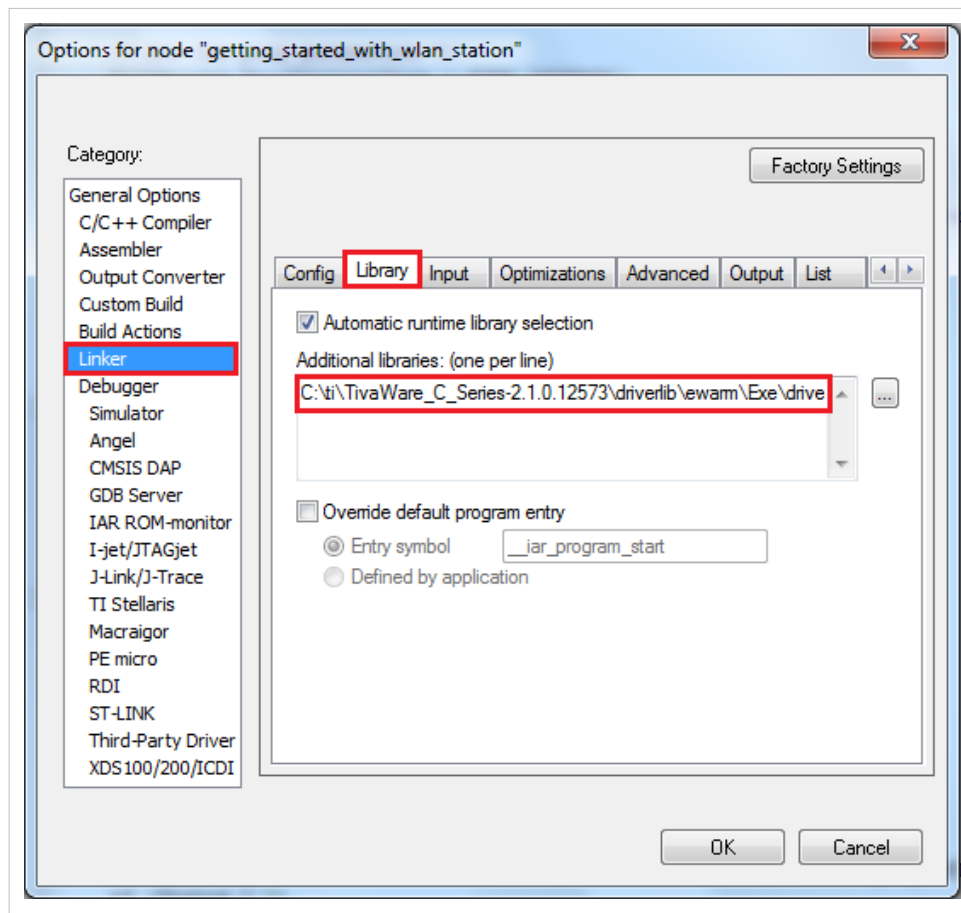 Options for node "getting_started_with_wlan_station"
Category:
Factory Settings
General Options
C/C++ Compiler
Assembler
Output Converter
Custom Build
Build Actions
Linker
Debugger
Simulator
Angel
CMSIS DAP
GDB Server
IAR ROM-monitor
I-jet/JTAGjet
J-Link/J-Trace
TI Stellaris
Macraigor
PE micro
RDI
ST-LINK
Third-Party Driver
XDS100/200/ICDI
Config Library Input Optimizations Advanced Output List
Automatic runtime library selection
Additional libraries: (one per line)
C:\ti\TivaWare_C_Series-2.1.0.12573\driverlib\ewarm\Exe\drive
...
Override default program entry
Entry symbol __iar_program_start
Defined by application
OK Cancel